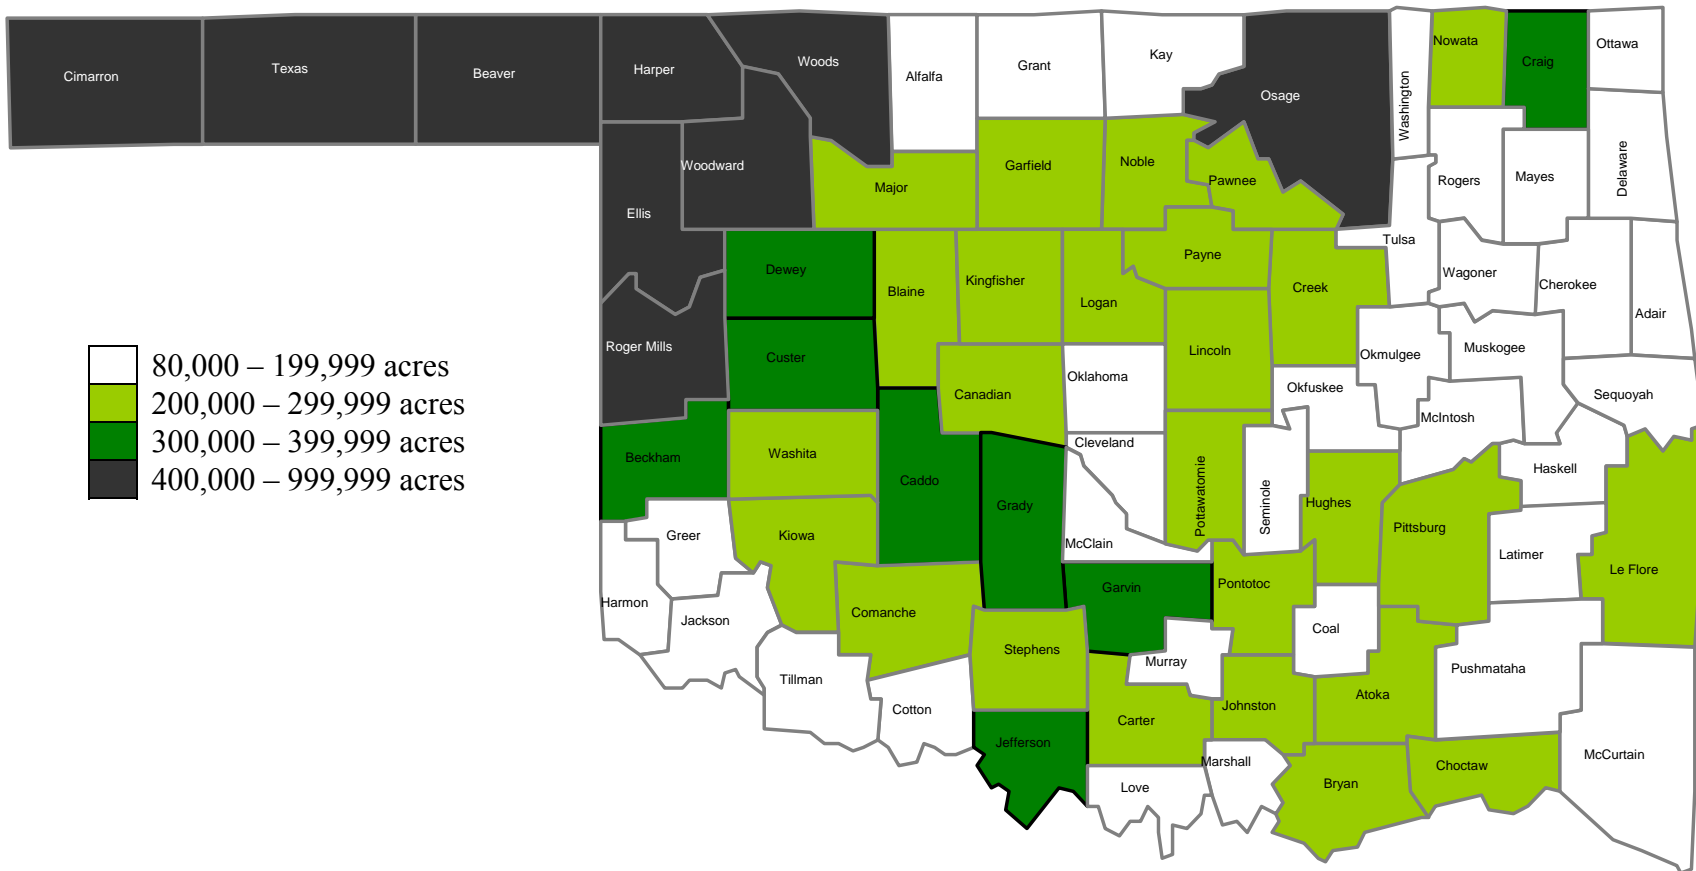 Cimarron
Texas
Beaver
Harper
Woods
Alfalfa
Grant
Kay
Osage
Washington
Nowata
Craig
Ottawa
Woodward
Ellis
Major
Garfield
Noble
Pawnee
Rogers
Mayes
Delaware
Dewey
Blaine
Kingfisher
Logan
Payne
Creek
Tulsa
Wagoner
Cherokee
Adair
Roger Mills
Custer
Canadian
Oklahoma
Lincoln
Okfuskee
Okmulgee
Muskogee
McIntosh
Sequoyah
80,000 – 199,999 acres
200,000 – 299,999 acres
300,000 – 399,999 acres
400,000 – 999,999 acres
Beckham
Washita
Caddo
Grady
Cleveland
Pottawatomie
Seminole
Hughes
Pittsburg
Haskell
Greer
Kiowa
McClain
Latimer
Le Flore
Harmon
Jackson
Comanche
Garvin
Pontotoc
Coal
Stephens
Murray
Tillman
Cotton
Carter
Johnston
Atoka
Pushmataha
Jefferson
Love
Marshall
Bryan
Choctaw
McCurtain